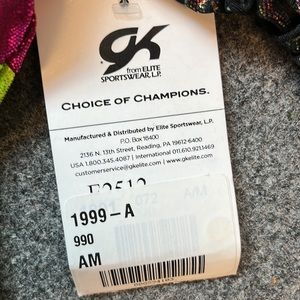 GK
from ELITE
SPORTSWEAR, L.P.
CHOICE OF CHAMPIONS.
Manufactured & Distributed by Elite Sportswear, L.P.
P.O. Box 16400
2136 N. 13th Street, Reading, PA 19612-6400
USA 1.800.345.4087 | International 011.610.921.1469
customerservice@gkelite.com | www.gkelite.com
1999-A
990
AM